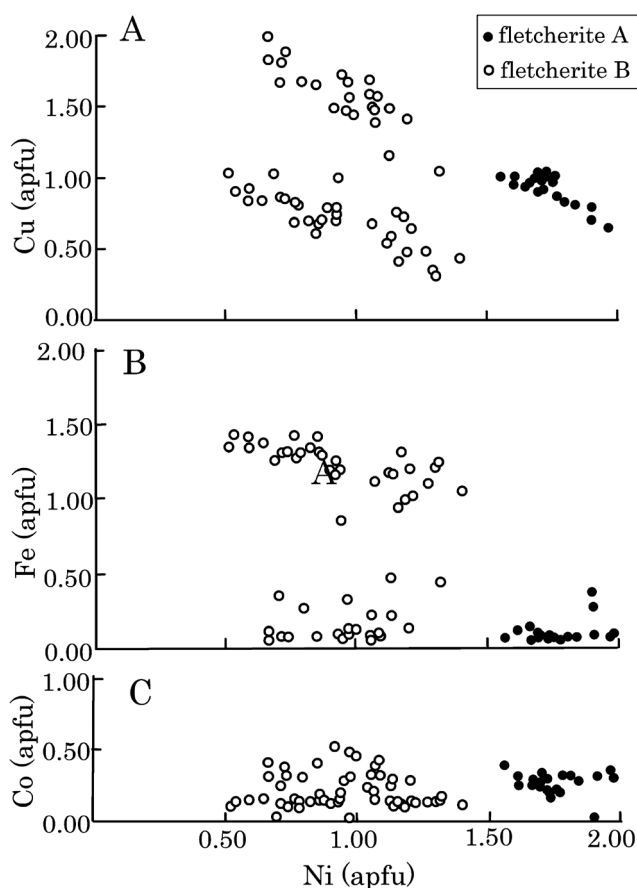 A
fletcherite A
fletcherite B
2.00
1.50
1.00
0.50
0.00
Cu (apfu)
B
2.00
1.50
1.00
0.50
0.00
Fe (apfu)
A
C
1.00
0.50
0.00
Co (apfu)
0.50 1.00 1.50 2.00
Ni (apfu)